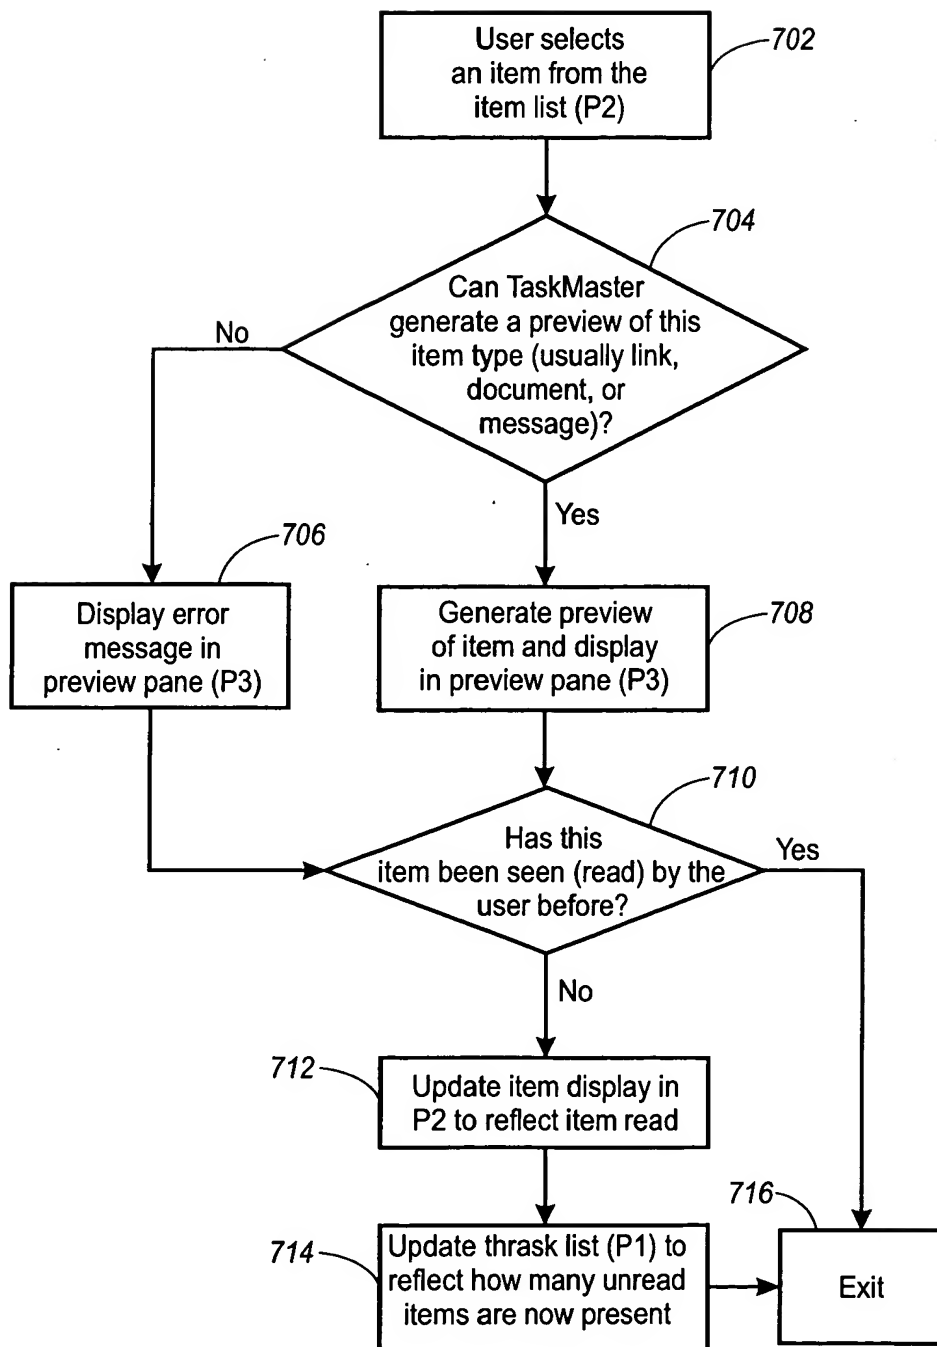 User selects
an item from the
item list (P2)
702
704
Can TaskMaster
generate a preview of this
item type (usually link,
document, or
message)?
No
Yes
706
Display error
message in
preview pane (P3)
Generate preview
of item and display
in preview pane (P3)
708
710
Has this
item been seen (read) by the
user before?
Yes
No
712
Update item display in
P2 to reflect item read
714
Update thrask list (P1) to
reflect how many unread
items are now present
716
Exit